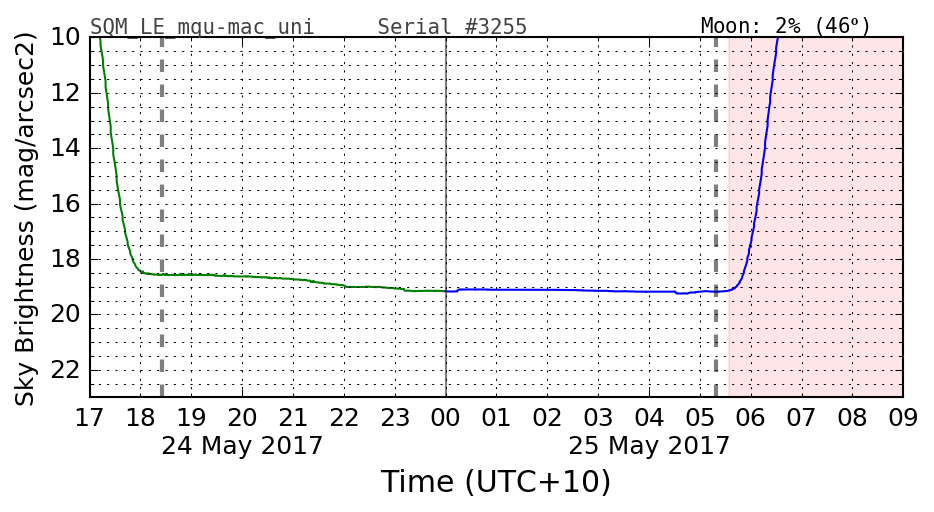 SQM_LE_mqu-mac_uni Serial #3255 Moon: 2% (46°)
10
12
14
16
18
20
22
Sky Brightness (mag/arcsec2)
17 18 19 20 21 22 23 00 01 02 03 04 05 06 07 08 09
24 May 2017 25 May 2017
Time (UTC+10)